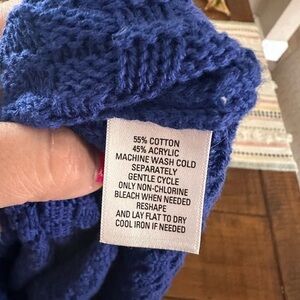 55% COTTON
45% ACRYLIC
MACHINE WASH COLD
SEPARATELY
GENTLE CYCLE
ONLY NON-CHLORINE
BLEACH WHEN NEEDED
RESHAPE
AND LAY FLAT TO DRY
COOL IRON IF NEEDED